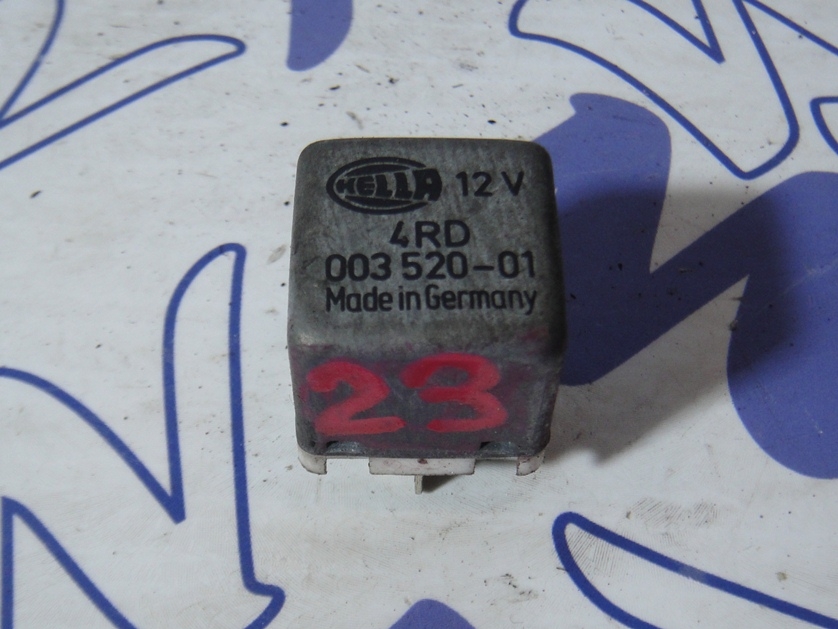 HELLA 12 V
4RD
003 520-01
Made in Germany
23